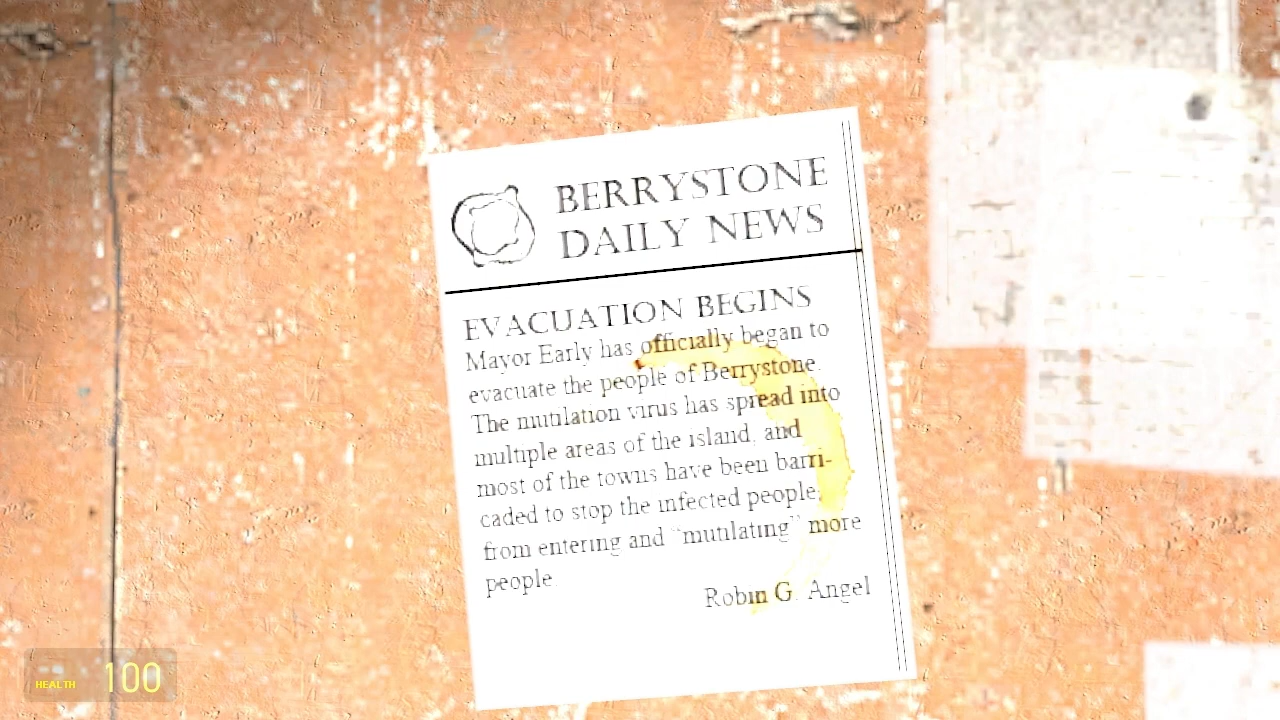 BERRYSTONE
DAILY NEWS
EVACUATION BEGINS
Mayor Early has officially began to
evacuate the people of Berrystone.
The mutilation virus has spread into
multiple areas of the island, and
most of the towns have been barri-
caded to stop the infected people,
from entering and "mutilating" more
people.
Robin G. Angel
HEALTH 100